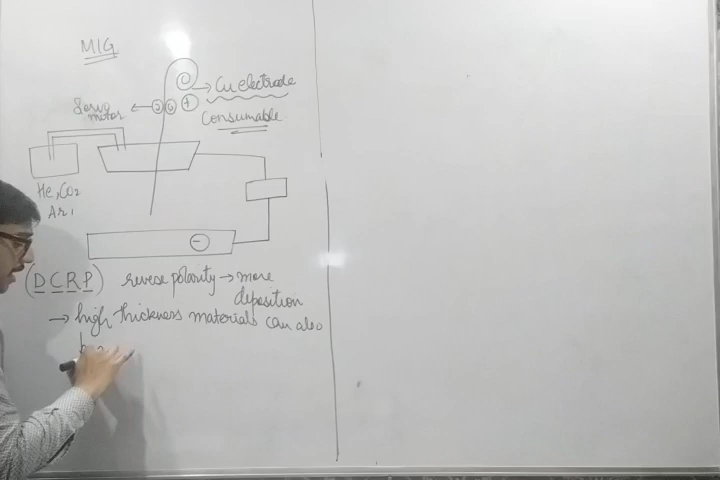 MIG
Cu electrode
Servo
motor
+
Consumable
He, CO2
Ar,
-
(DCRP) reverse polarity → more
deposition
→ high thickness materials can also